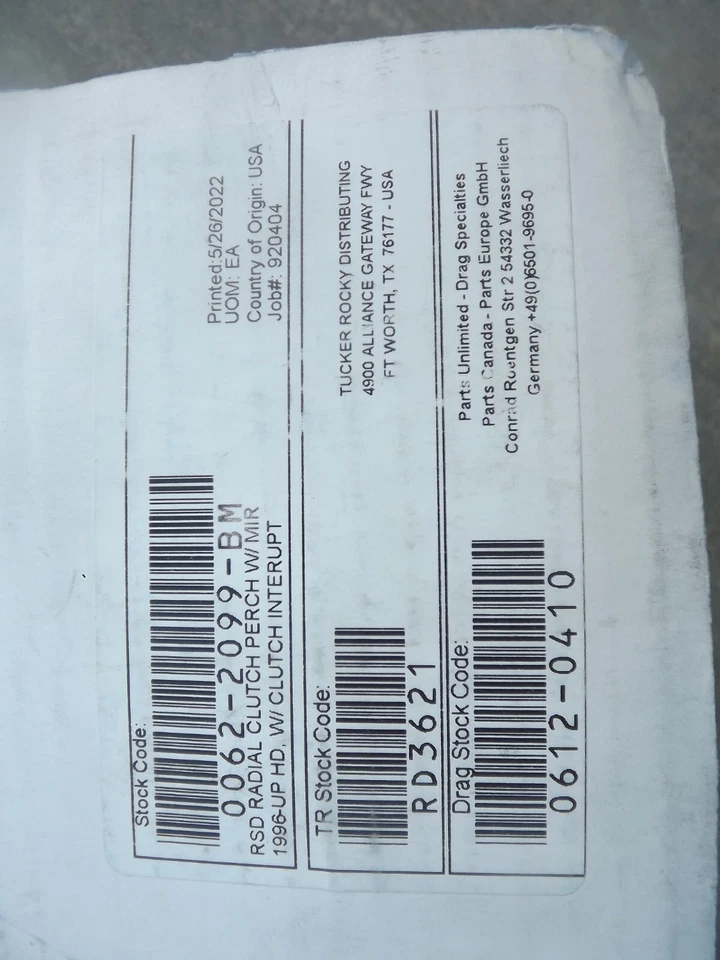 Stock Code:
0062-2099-BM
RSD RADIAL CLUTCH PERCH W/ MIR
1996-UP HD, W/ CLUTCH INTERUPT
Printed:5/26/2022
UOM: EA
Country of Origin: USA
Job#: 920404
TR Stock Code:
RD3621
TUCKER ROCKY DISTRIBUTING
4900 ALLIANCE GATEWAY FWY
FT WORTH, TX 76177 - USA
Drag Stock Code:
0612-0410
Parts Unlimited - Drag Specialties
Parts Canada - Parts Europe GmbH
Conrad Roentgen Str 2 54332 Wasserliech
Germany +49(0)6501-9695-0